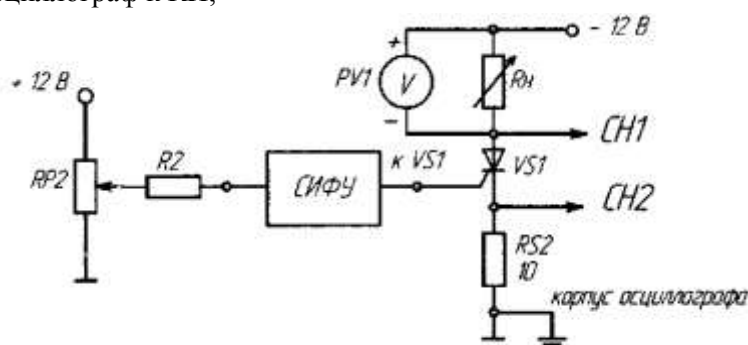 + 12 В
RP2
R2
СИФУ
к VS1
+
PV1
V
–
Rн
- 12 В
CH1
VS1
CH2
RS2
10
корпус осциллографа